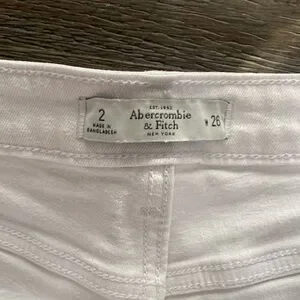 EST. 1892
2
Abercrombie
W 26
MADE IN
BANGLADESH
& Fitch
NEW YORK